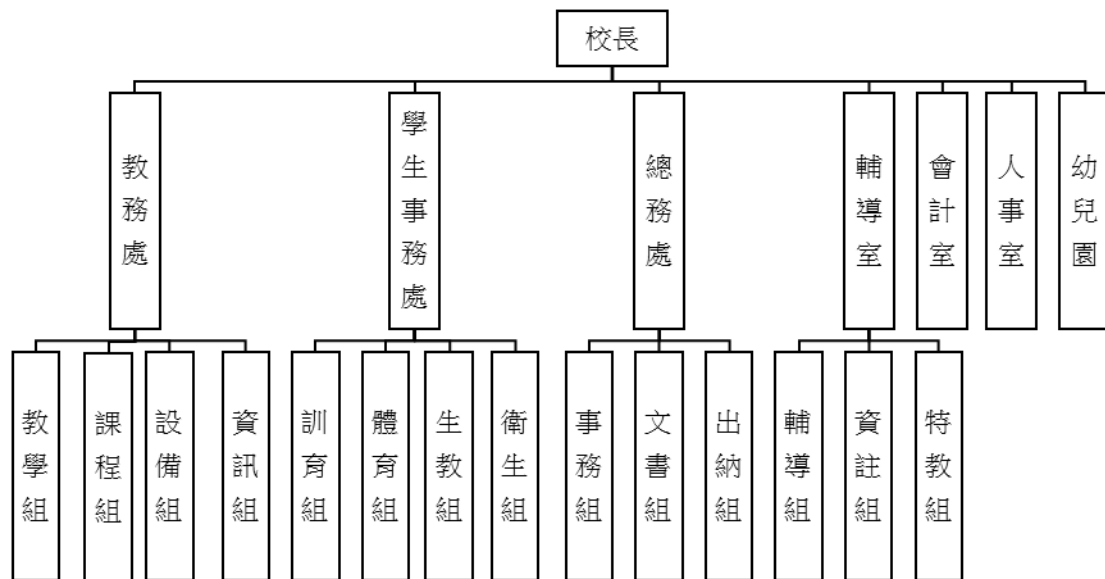 校長
教務處
學生事務處
總務處
輔導室
會計室
人事室
幼兒園
教學組
課程組
設備組
資訊組
訓育組
體育組
生教組
衛生組
事務組
文書組
出納組
輔導組
資註組
特教組